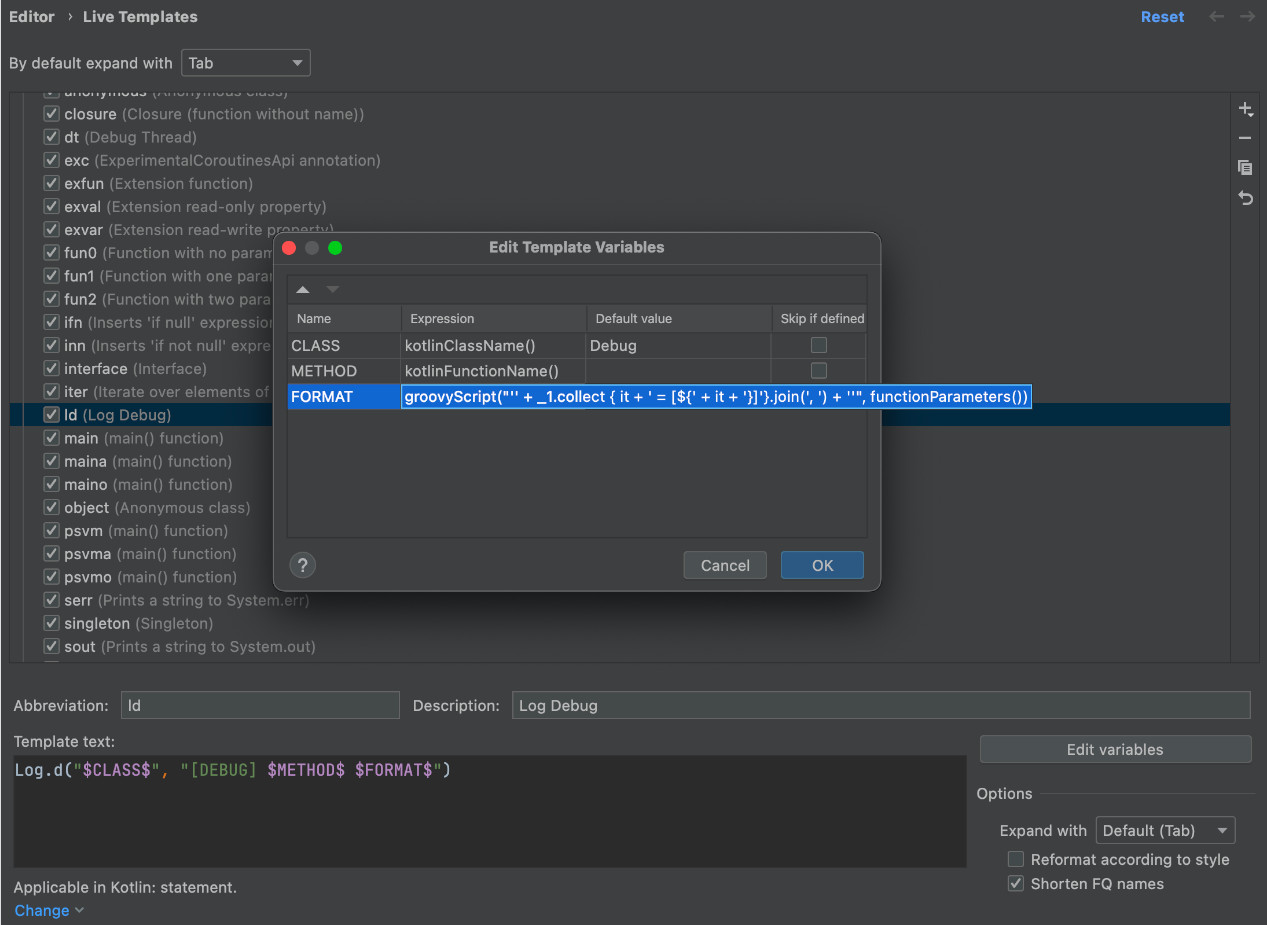 Editor › Live Templates
Reset
By default expand with Tab
anonymous (Anonymous class)
closure (Closure (function without name))
dt (Debug Thread)
exc (ExperimentalCoroutinesApi annotation)
exfun (Extension function)
exval (Extension read-only property)
exvar (Extension read-write property)
fun0 (Function with no param
fun1 (Function with one para
fun2 (Function with two para
ifn (Inserts 'if null' expression
inn (Inserts 'if not null' expre
interface (Interface)
iter (Iterate over elements of
ld (Log Debug)
main (main() function)
maina (main() function)
maino (main() function)
object (Anonymous class)
psvm (main() function)
psvma (main() function)
psvmo (main() function)
serr (Prints a string to System.err)
singleton (Singleton)
sout (Prints a string to System.out)
Edit Template Variables
Name Expression Default value Skip if defined
CLASS kotlinClassName() Debug
METHOD kotlinFunctionName()
FORMAT groovyScript("'' + _1.collect { it + ' = [${' + it + '}]'}.join(', ') + ''", functionParameters())
? Cancel OK
Abbreviation: ld Description: Log Debug
Template text:
Edit variables
Log.d("$CLASS$", "[DEBUG] $METHOD$ $FORMAT$")
Options
Expand with Default (Tab)
Reformat according to style
Shorten FQ names
Applicable in Kotlin: statement.
Change